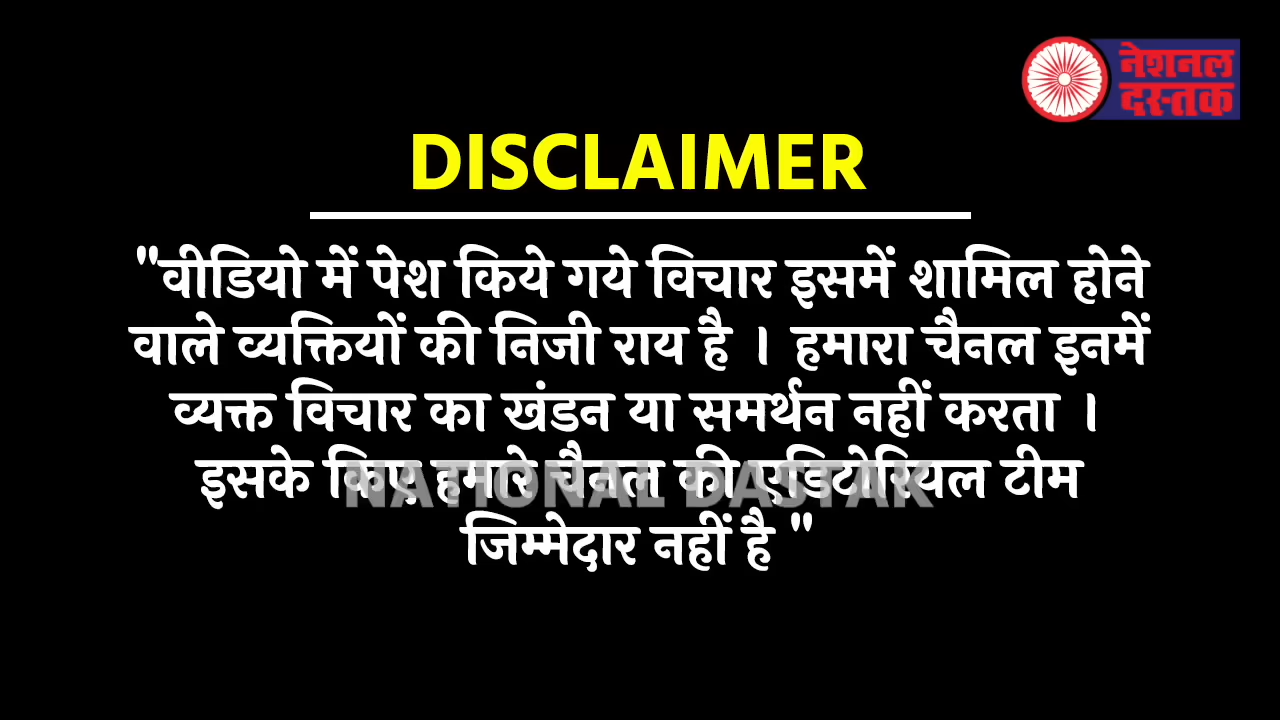 नेशनल
दस्तक
DISCLAIMER
"वीडियो में पेश किये गये विचार इसमें शामिल होने
वाले व्यक्तियों की निजी राय है । हमारा चैनल इनमें
व्यक्त विचार का खंडन या समर्थन नहीं करता ।
इसके किए हमारे चैनल की एडिटोरियल टीम
NATIONAL DASTAK
जिम्मेदार नहीं है "